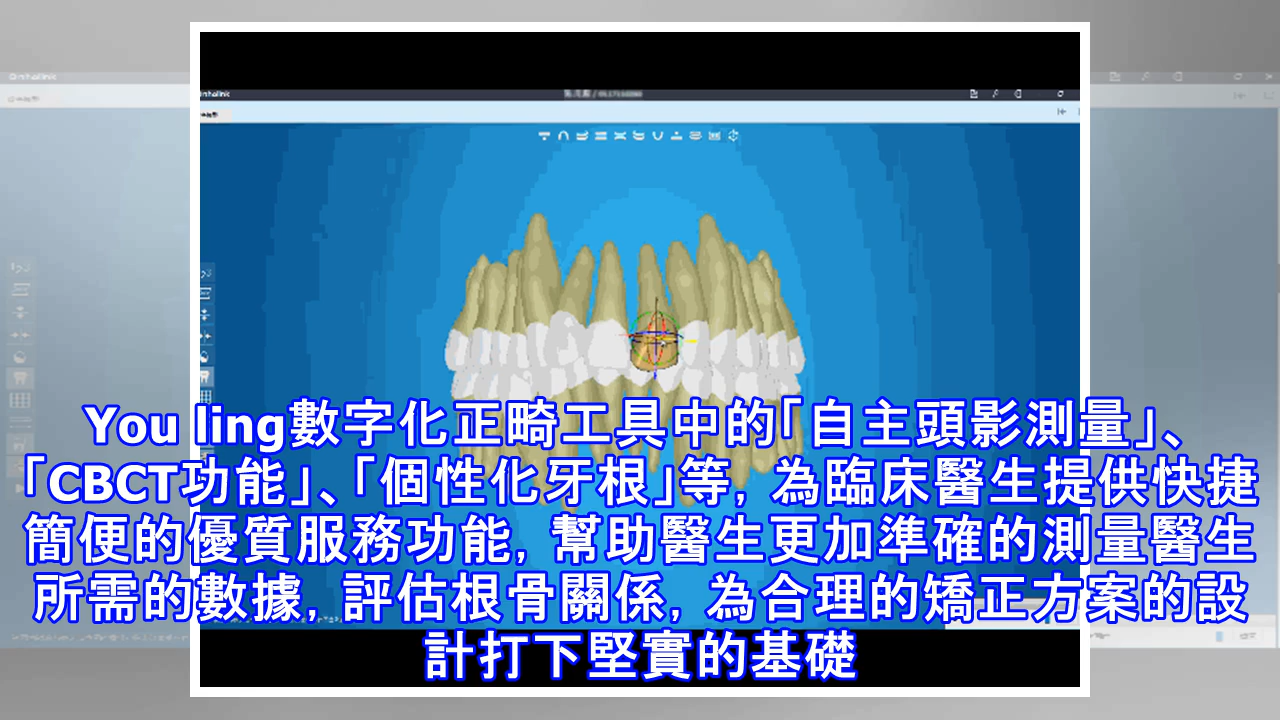 You ling數字化正畸工具中的「自主頭影測量」、
「CBCT功能」、「個性化牙根」等, 為臨床醫生提供快捷
簡便的優質服務功能, 幫助醫生更加準確的測量醫生
所需的數據, 評估根骨關係, 為合理的矯正方案的設
計打下堅實的基礎